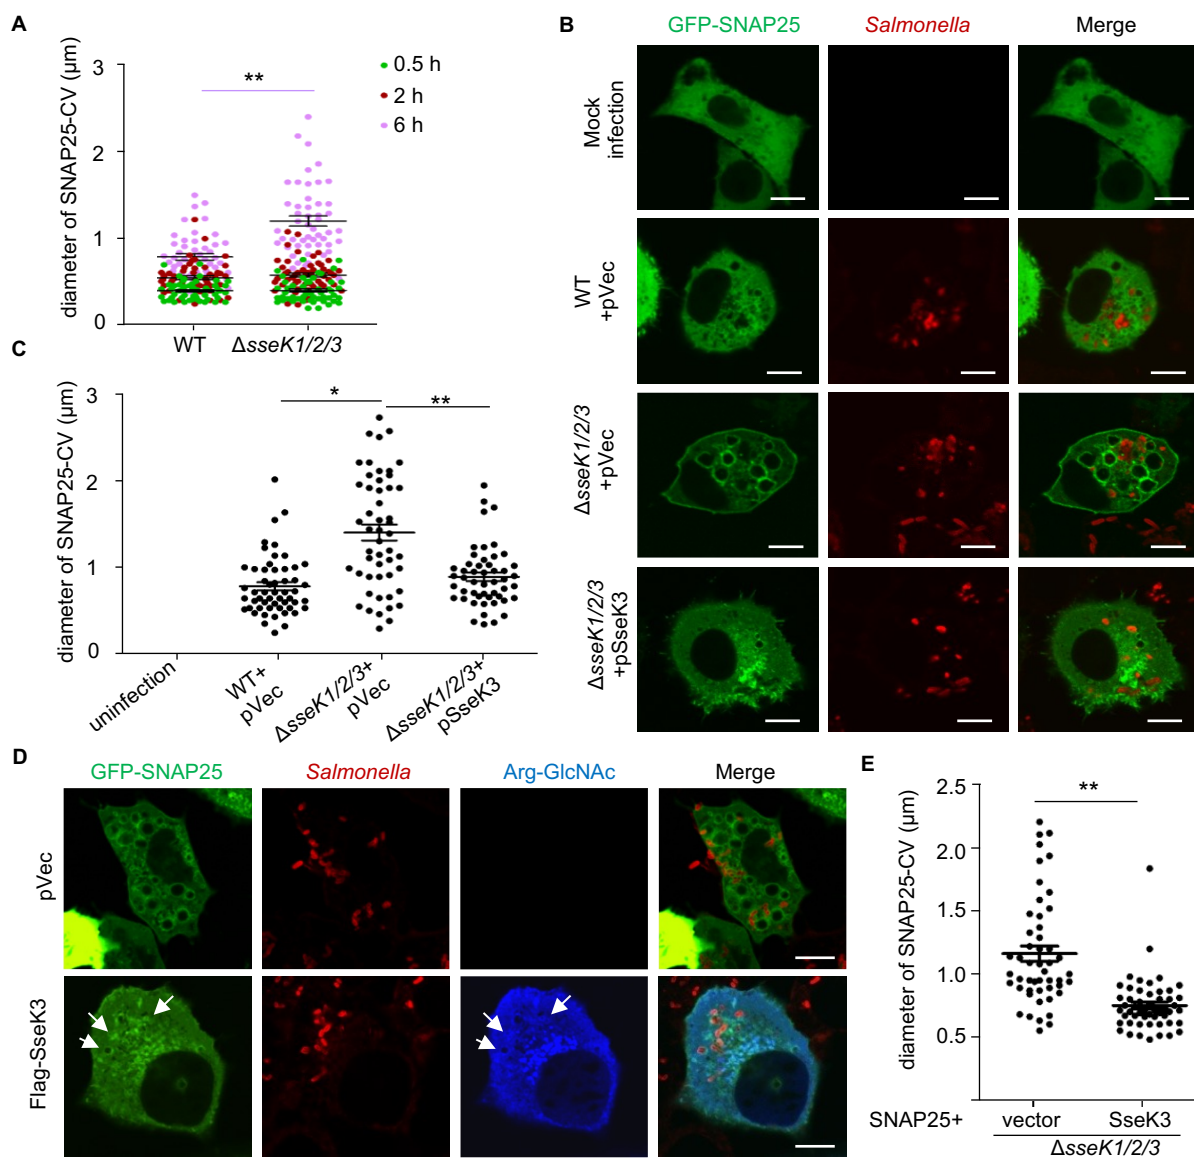 A
diameter of SNAP25-CV (μm)
3
2
1
0
**
0.5 h
2 h
6 h
WT
ΔsseK1/2/3
B
GFP-SNAP25
Salmonella
Merge
Mock
infection
WT
+pVec
ΔsseK1/2/3
+pVec
ΔsseK1/2/3
+pSseK3
C
diameter of SNAP25-CV (μm)
3
2
1
0
*
**
uninfection
WT+
pVec
ΔsseK1/2/3+
pVec
ΔsseK1/2/3+
pSseK3
D
GFP-SNAP25
Salmonella
Arg-GlcNAc
Merge
pVec
Flag-SseK3
E
diameter of SNAP25-CV (μm)
2.5
2.0
1.5
1.0
0.5
**
SNAP25+
vector
SseK3
ΔsseK1/2/3